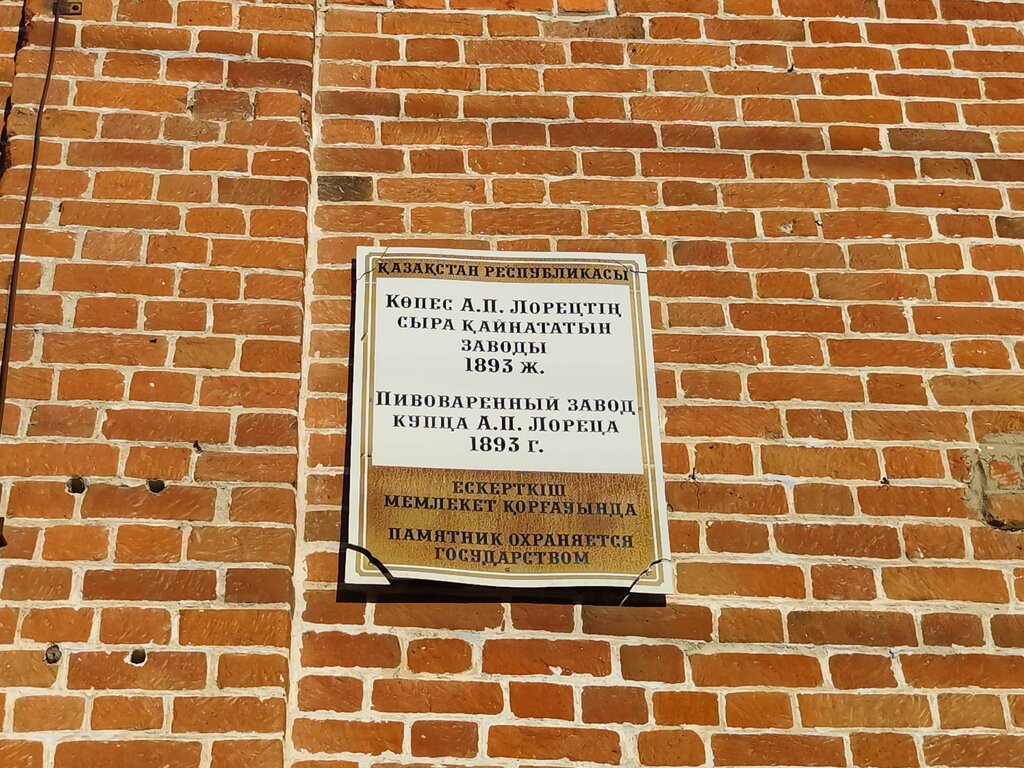 ҚАЗАҚСТАН РЕСПУБЛИКАСЫ
Көпес А.П. Лорецтің
сыра қайнататын
заводы
1893 ж.
Пивоваренный завод
купца А.П. Лореца
1893 г.
ЕСКЕРТКІШ
МЕМЛЕКЕТ ҚОРҒАУЫНДА
ПАМЯТНИК ОХРАНЯЕТСЯ
ГОСУДАРСТВОМ